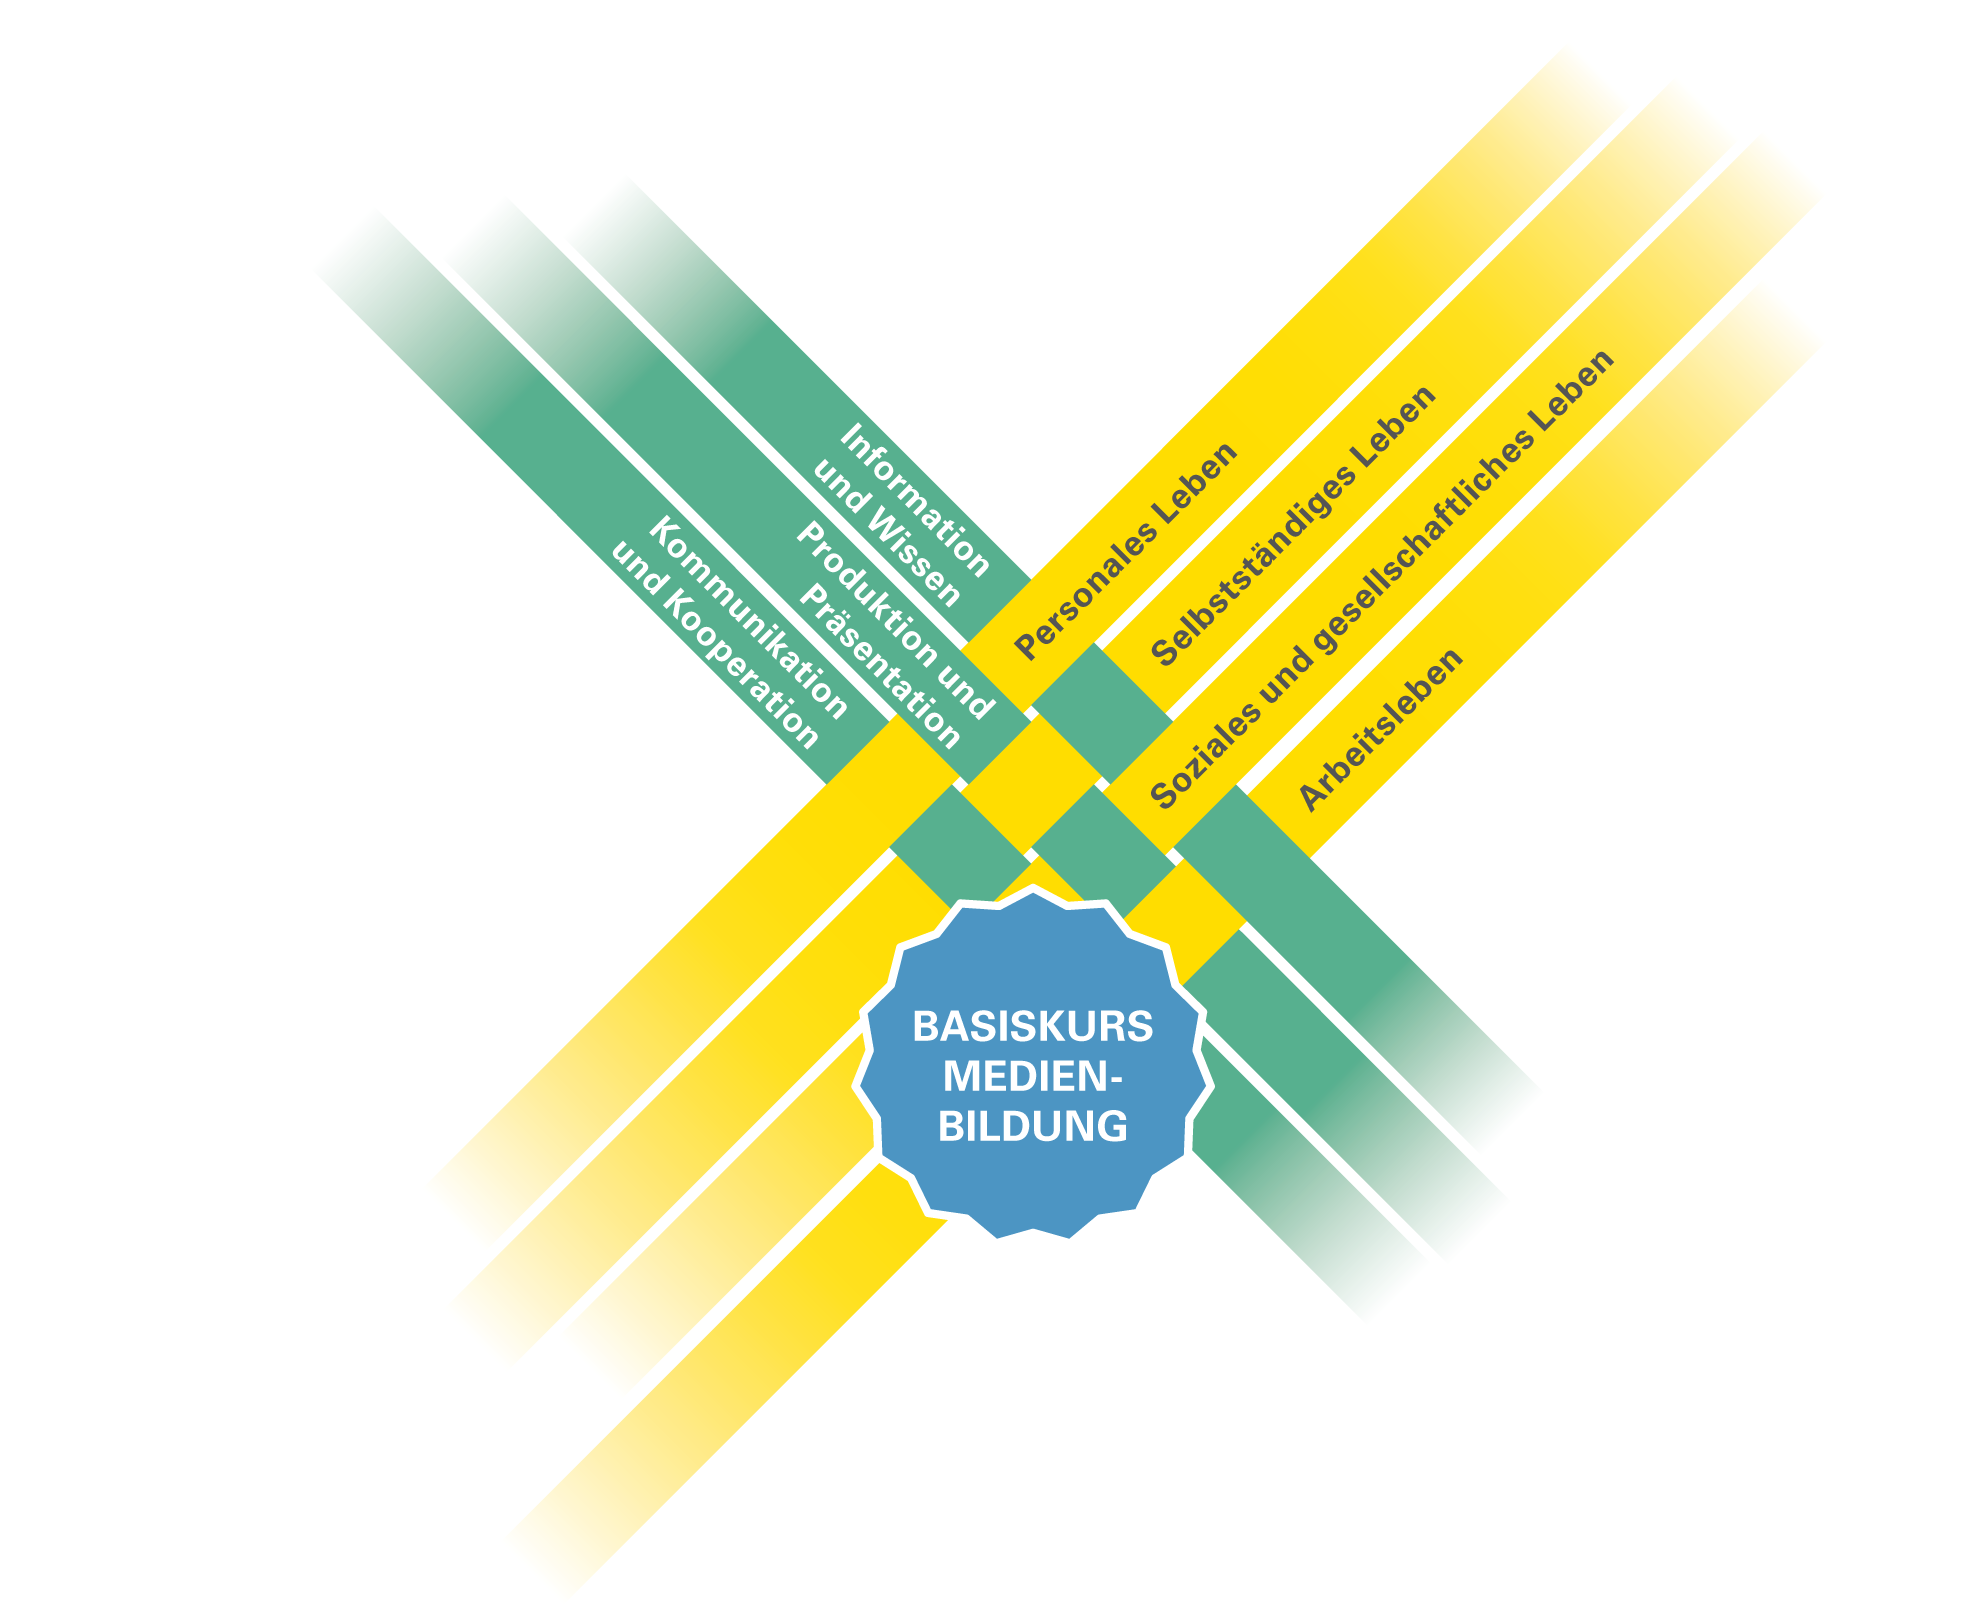 Information
und Wissen
Produktion und
Präsentation
Kommunikation
und Kooperation
Personales Leben
Selbstständiges Leben
Soziales und gesellschaftliches Leben
Arbeitsleben
BASISKURS
MEDIEN-
BILDUNG